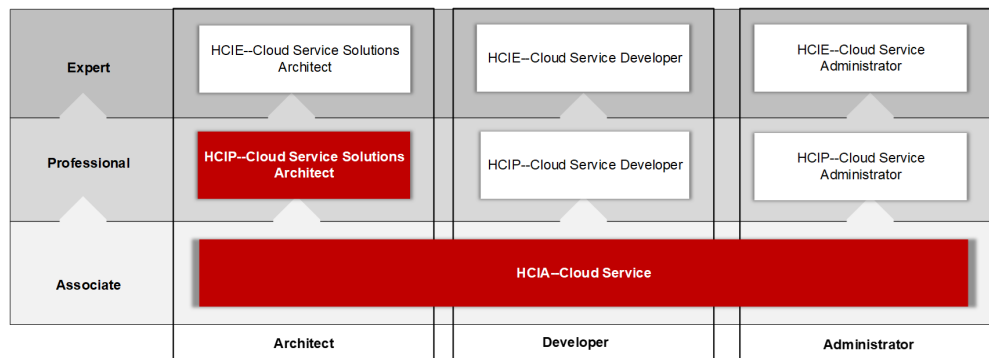 Expert
HCIE--Cloud Service Solutions
Architect
HCIE--Cloud Service Developer
HCIE--Cloud Service
Administrator
Professional
HCIP--Cloud Service Solutions
Architect
HCIP--Cloud Service Developer
HCIP--Cloud Service
Administrator
Associate
HCIA--Cloud Service
Architect
Developer
Administrator